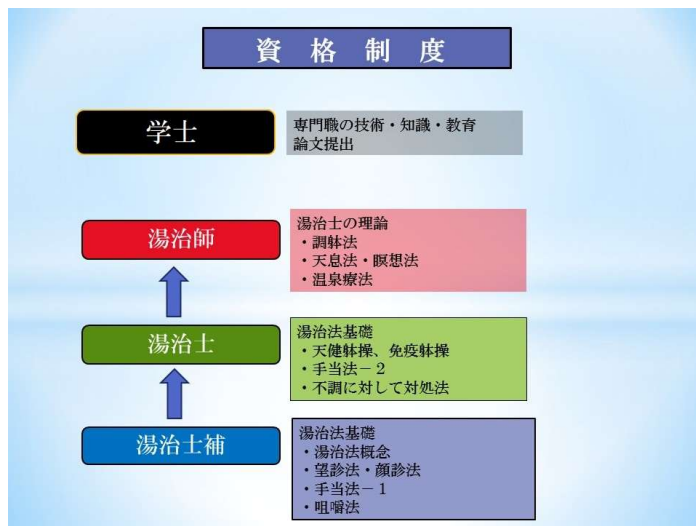 資格制度
学士
専門職の技術・知識・教育
論文提出
湯治師
湯治士の理論
・調躰法
・天息法・瞑想法
・温泉療法
湯治士
湯治法基礎
・天健躰操、免疫躰操
・手当法－２
・不調に対して対処法
湯治士補
湯治法基礎
・湯治法概念
・望診法・顔診法
・手当法－１
・咀嚼法